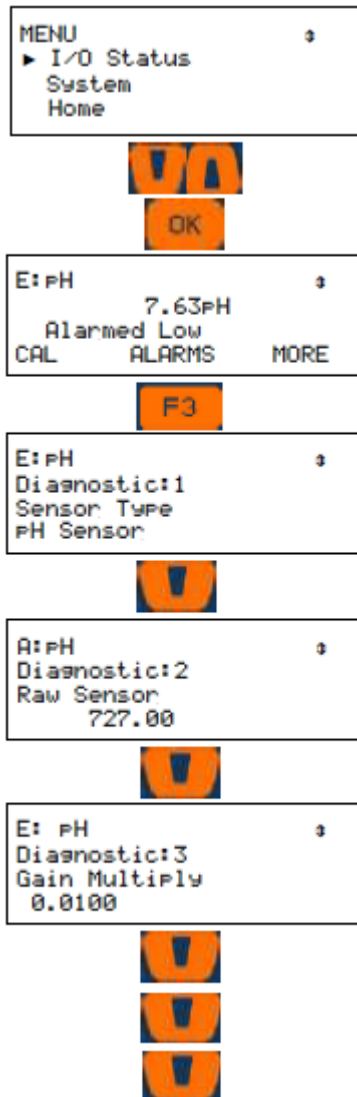 MENU
I/O Status
System
Home
OK
E:pH
7.63pH
Alarmed Low
CAL ALARMS MORE
F3
E:pH
Diagnostic:1
Sensor Type
pH Sensor
A:pH
Diagnostic:2
Raw Sensor
727.00
E: pH
Diagnostic:3
Gain Multiply
0.0100